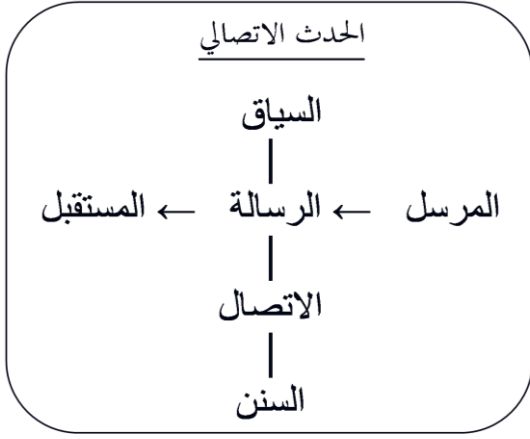 الحدث الاتصالي
السياق
المرسل ← الرسالة ← المستقبل
الاتصال
السنن